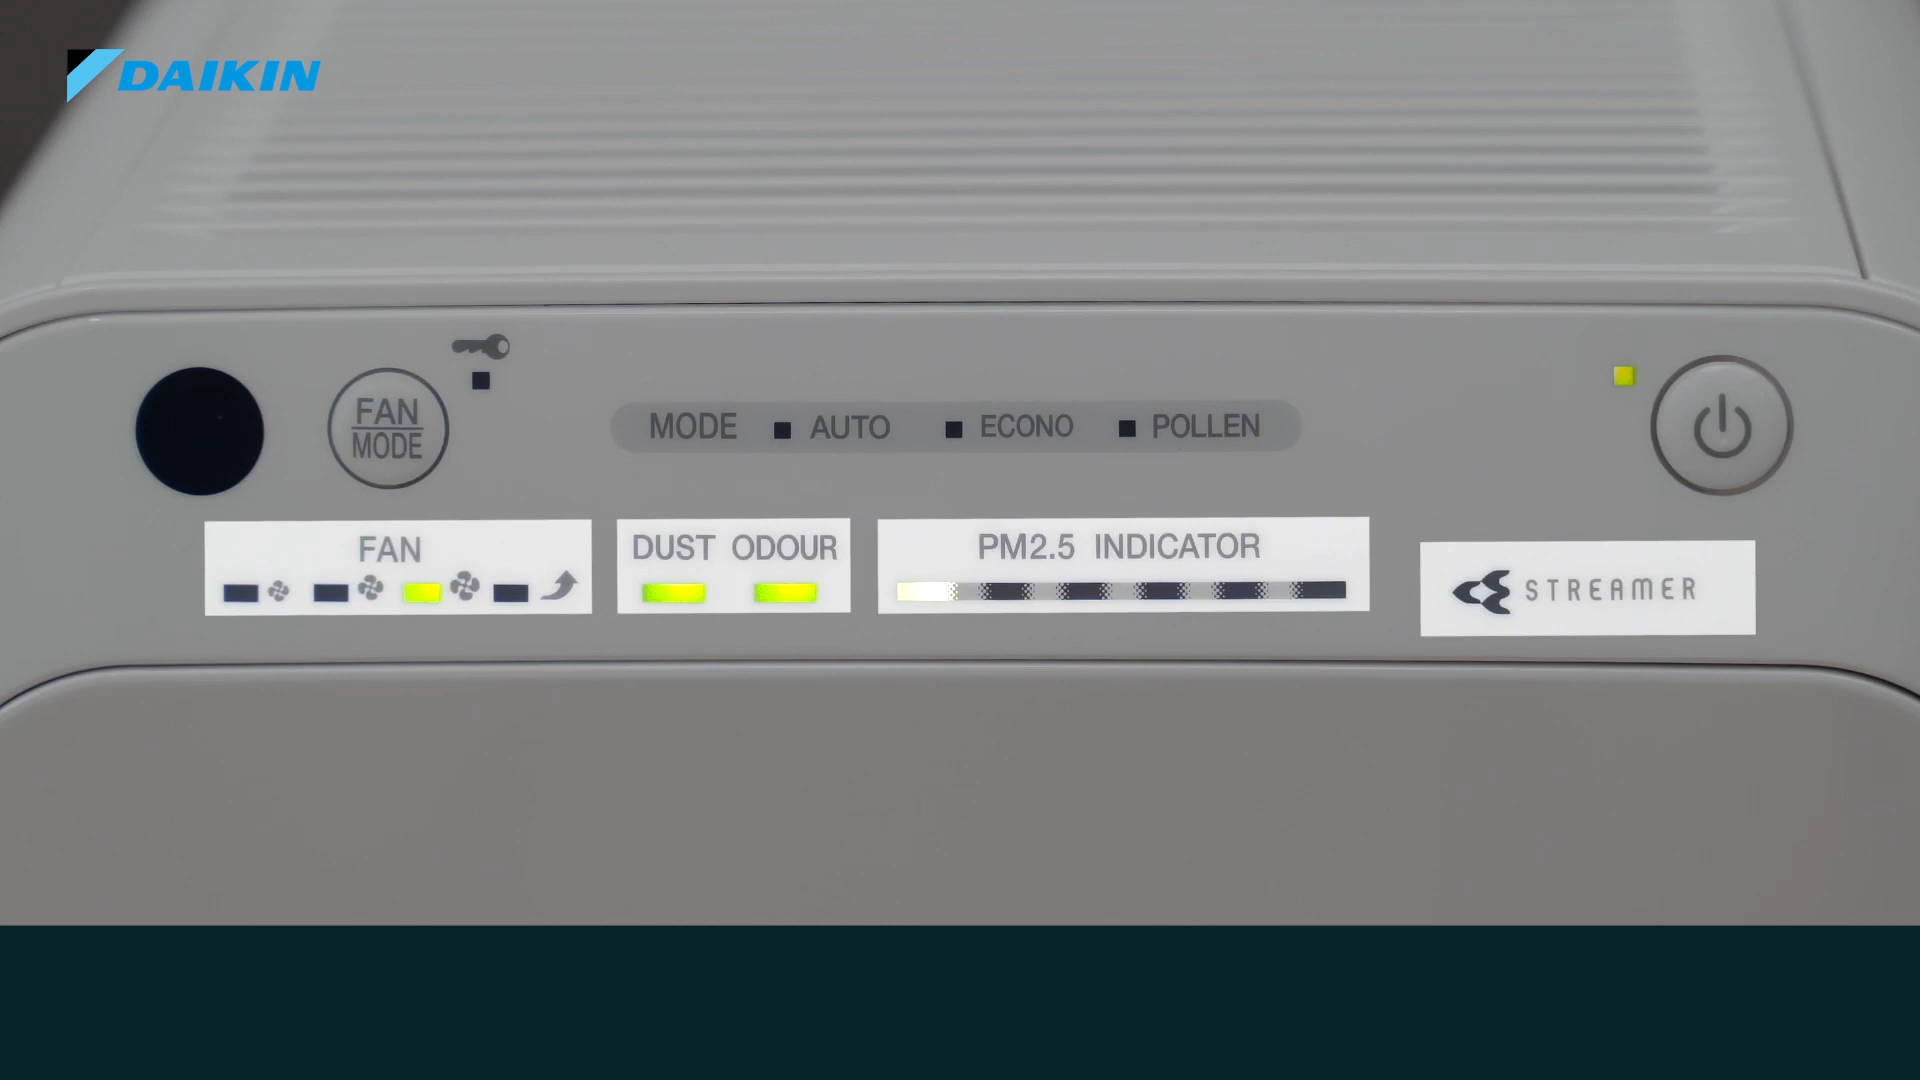 DAIKIN
FAN
MODE
MODE AUTO ECONO POLLEN
FAN
DUST ODOUR
PM2.5 INDICATOR
STREAMER